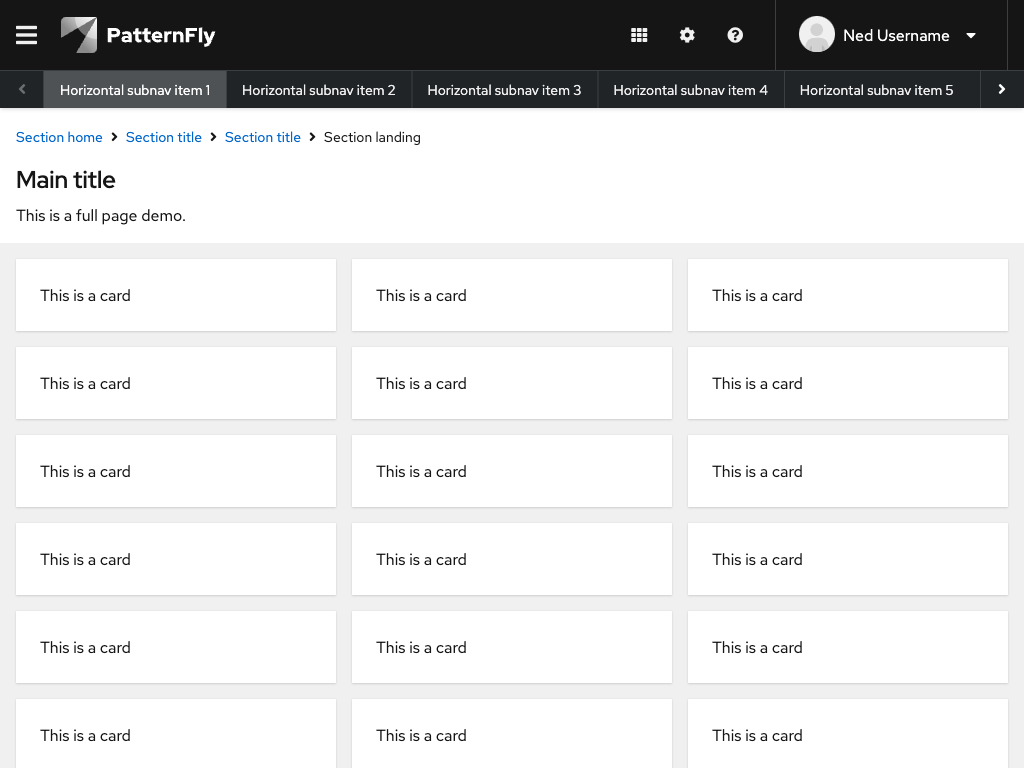 PatternFly
Ned Username
Horizontal subnav item 1 Horizontal subnav item 2 Horizontal subnav item 3 Horizontal subnav item 4 Horizontal subnav item 5
Section home Section title Section title Section landing
Main title
This is a full page demo.
This is a card This is a card This is a card
This is a card This is a card This is a card
This is a card This is a card This is a card
This is a card This is a card This is a card
This is a card This is a card This is a card
This is a card This is a card This is a card